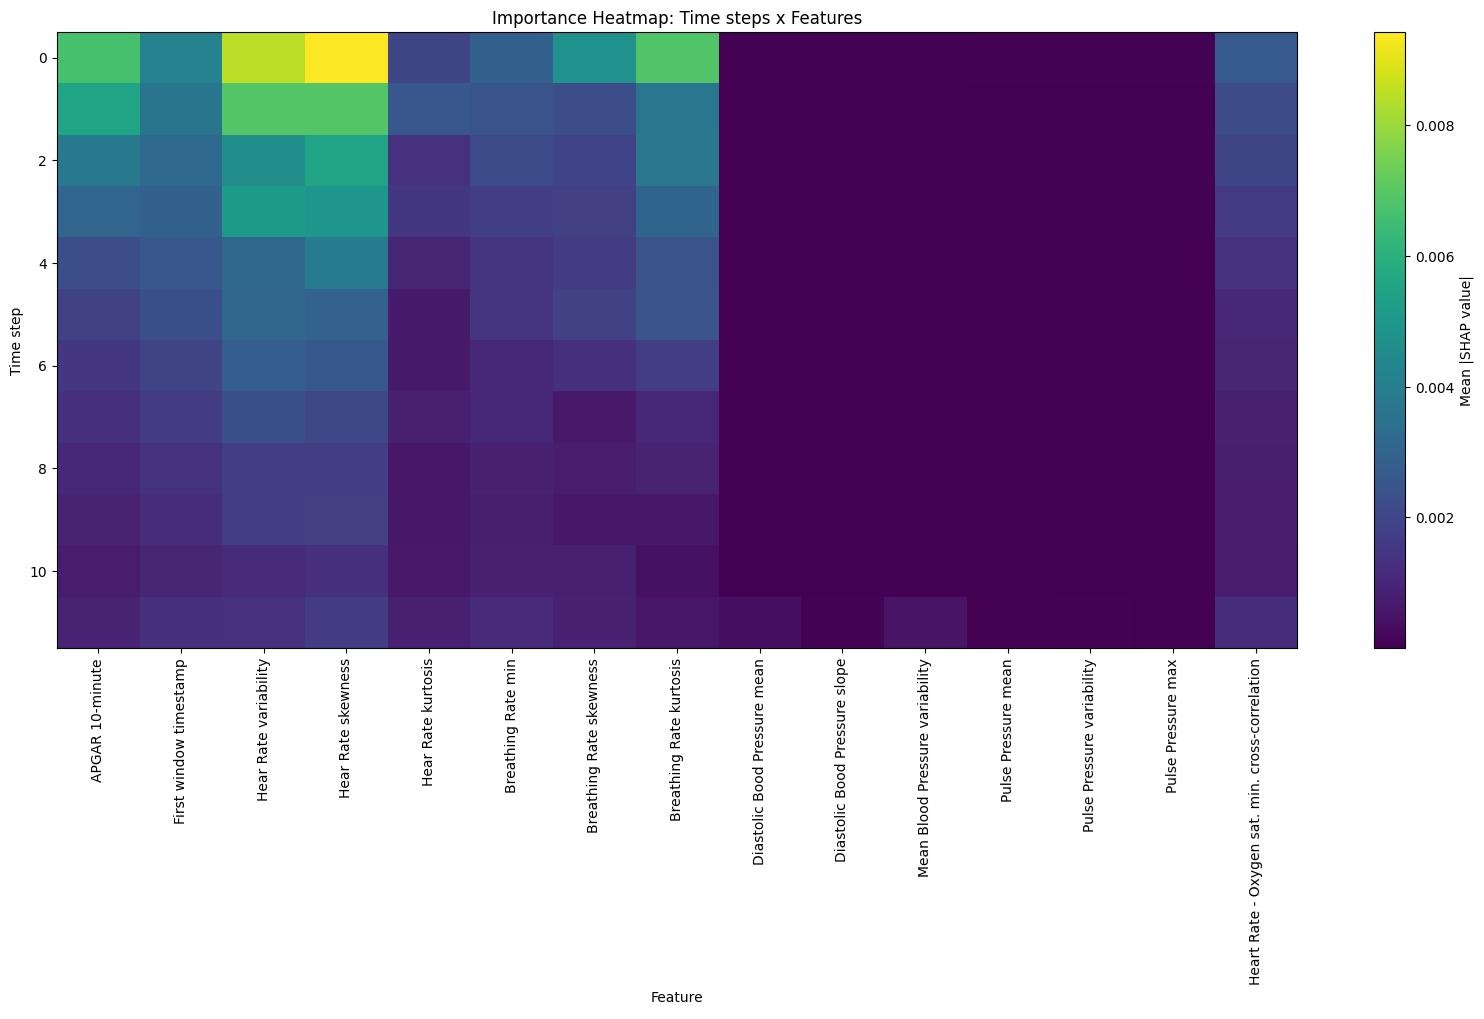 Importance Heatmap: Time steps x Features
0
2
4
6
8
10
Time step
APGAR 10-minute
First window timestamp
Hear Rate variability
Hear Rate skewness
Hear Rate kurtosis
Breathing Rate min
Breathing Rate skewness
Breathing Rate kurtosis
Diastolic Bood Pressure mean
Diastolic Bood Pressure slope
Mean Blood Pressure variability
Pulse Pressure mean
Pulse Pressure variability
Pulse Pressure max
Heart Rate - Oxygen sat. min. cross-correlation
Feature
0.008
0.006
0.004
0.002
Mean |SHAP value|